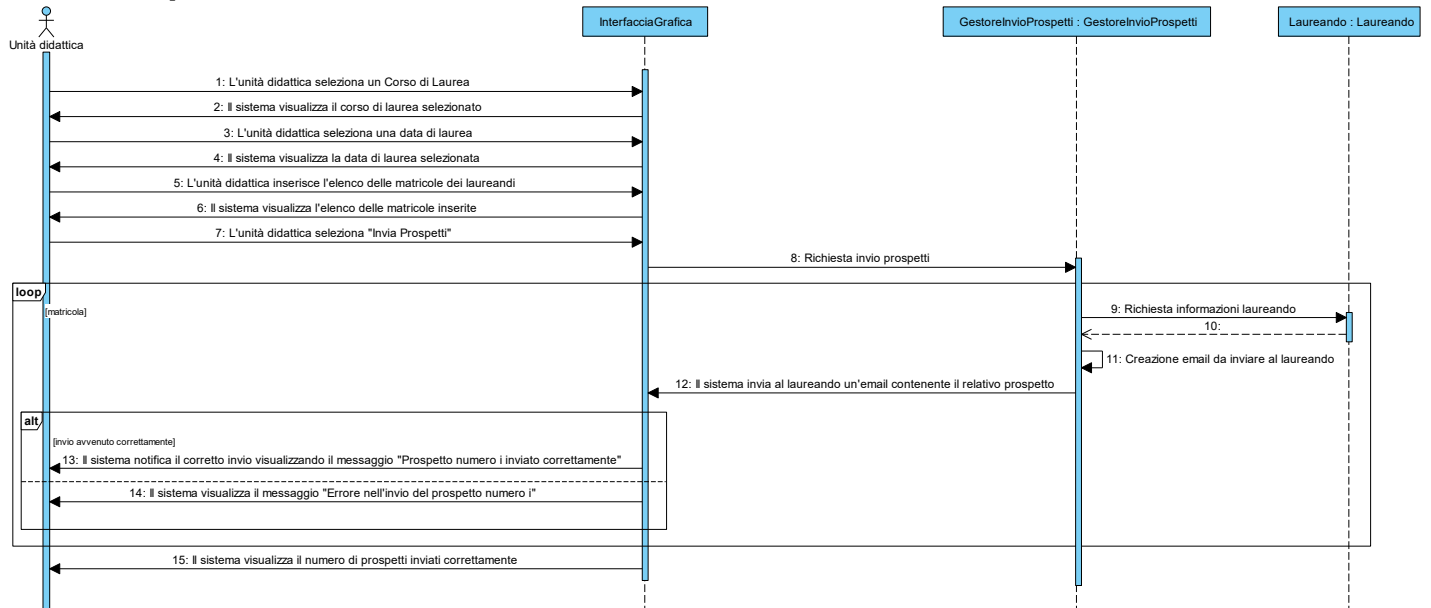 InterfacciaGrafica
GestoreInvioProspetti : GestoreInvioProspetti
Laureando : Laureando
Unità didattica
1: L'unità didattica seleziona un Corso di Laurea
2: Il sistema visualizza il corso di laurea selezionato
3: L'unità didattica seleziona una data di laurea
4: Il sistema visualizza la data di laurea selezionata
5: L'unità didattica inserisce l'elenco delle matricole dei laureandi
6: Il sistema visualizza l'elenco delle matricole inserite
7: L'unità didattica seleziona "Invia Prospetti"
8: Richiesta invio prospetti
loop
[matricola]
9: Richiesta informazioni laureando
10:
11: Creazione email da inviare al laureando
12: Il sistema invia al laureando un'email contenente il relativo prospetto
alt
[invio avvenuto correttamente]
13: Il sistema notifica il corretto invio visualizzando il messaggio "Prospetto numero i inviato correttamente"
14: Il sistema visualizza il messaggio "Errore nell'invio del prospetto numero i"
15: Il sistema visualizza il numero di prospetti inviati correttamente